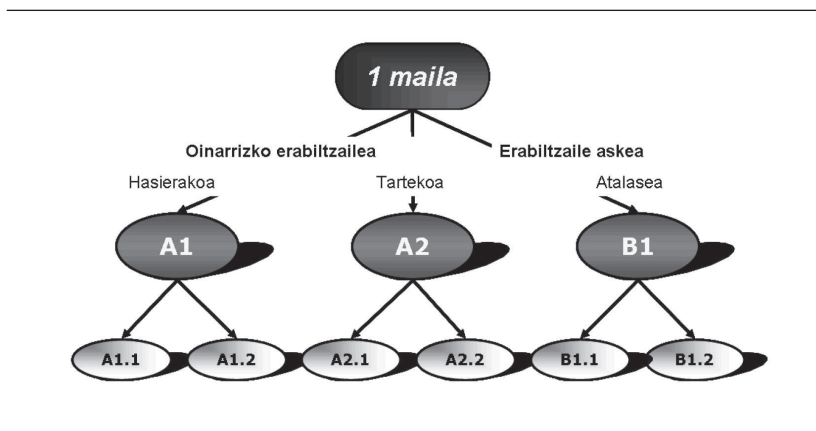 1 maila
Oinarrizko erabiltzailea Erabiltzaile askea
Hasierakoa Tartekoa Atalasea
A1 A2 B1
A1.1 A1.2 A2.1 A2.2 B1.1 B1.2